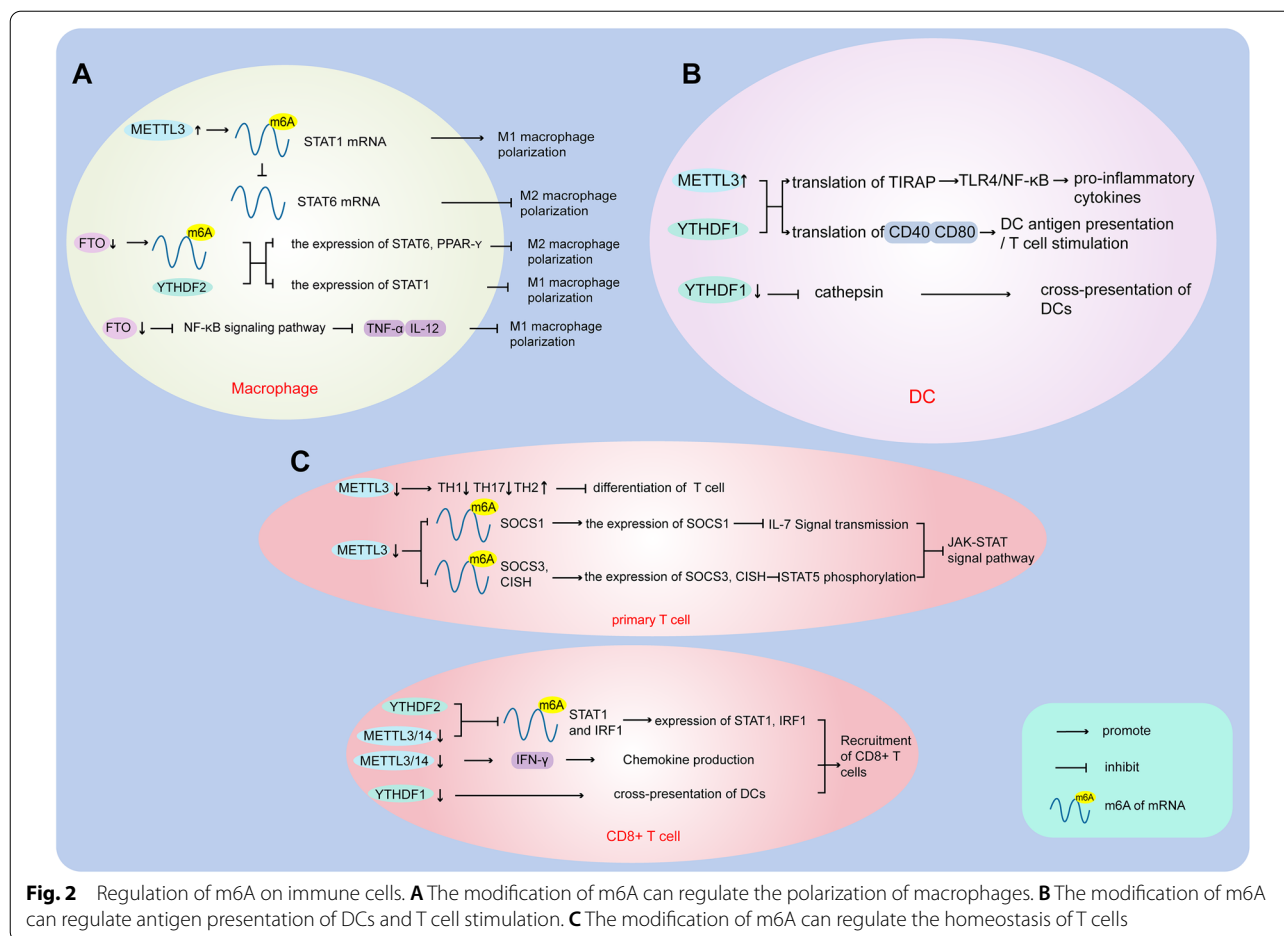 A
METTL3 ↑
m6A
STAT1 mRNA
M1 macrophage
polarization
STAT6 mRNA
M2 macrophage
polarization
FTO ↓
m6A
YTHDF2
the expression of STAT6, PPAR-γ
M2 macrophage
polarization
the expression of STAT1
M1 macrophage
polarization
FTO ↓
NF-κB signaling pathway
TNF-α IL-12
M1 macrophage
polarization
Macrophage
B
METTL3↑
YTHDF1
translation of TIRAP
TLR4/NF-κB
pro-inflammatory
cytokines
translation of CD40 CD80
DC antigen presentation
/ T cell stimulation
YTHDF1 ↓
cathepsin
cross-presentation of
DCs
DC
C
METTL3 ↓
TH1↓ TH17↓ TH2↑
differentiation of T cell
METTL3 ↓
m6A
SOCS1
the expression of SOCS1
IL-7 Signal transmission
m6A
SOCS3,
CISH
the expression of SOCS3, CISH
STAT5 phosphorylation
JAK-STAT
signal pathway
primary T cell
YTHDF2
METTL3/14 ↓
m6A
STAT1
and IRF1
expression of STAT1, IRF1
METTL3/14 ↓
IFN-γ
Chemokine production
YTHDF1 ↓
cross-presentation of DCs
Recruitment
of CD8+ T
cells
CD8+ T cell
promote
inhibit
m6A
m6A of mRNA
Fig. 2 Regulation of m6A on immune cells. A The modification of m6A can regulate the polarization of macrophages. B The modification of m6A
can regulate antigen presentation of DCs and T cell stimulation. C The modification of m6A can regulate the homeostasis of T cells